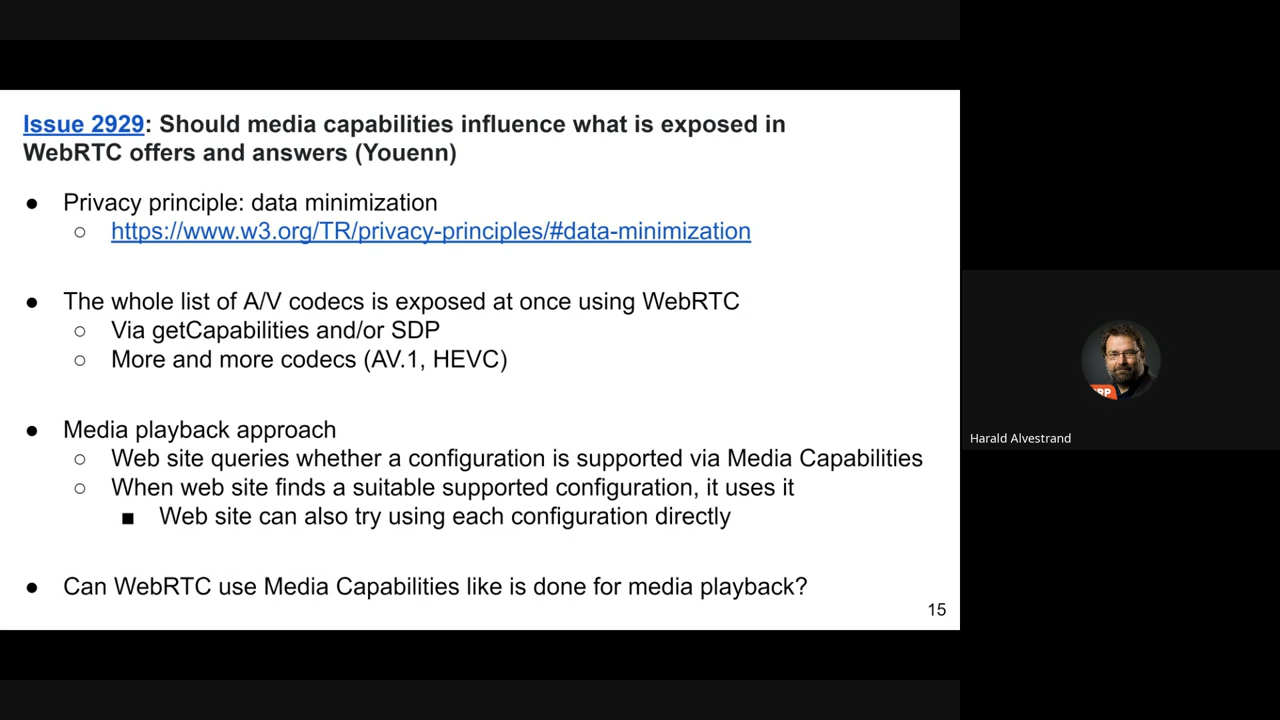 Issue 2929: Should media capabilities influence what is exposed in
WebRTC offers and answers (Youenn)
● Privacy principle: data minimization
○ https://www.w3.org/TR/privacy-principles/#data-minimization
● The whole list of A/V codecs is exposed at once using WebRTC
○ Via getCapabilities and/or SDP
○ More and more codecs (AV.1, HEVC)
● Media playback approach
○ Web site queries whether a configuration is supported via Media Capabilities
○ When web site finds a suitable supported configuration, it uses it
■ Web site can also try using each configuration directly
● Can WebRTC use Media Capabilities like is done for media playback?
15
Harald Alvestrand